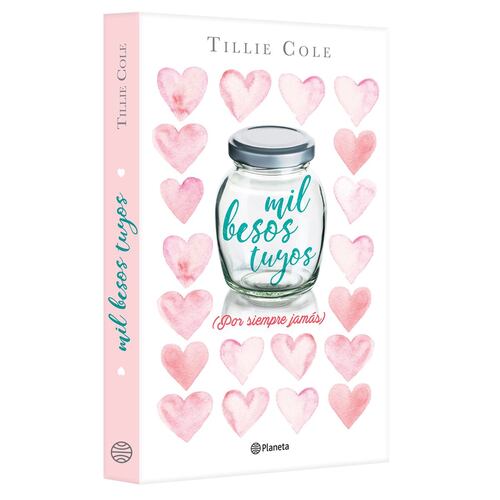 TILLIE COLE
mil
besos
tuyos
(Por siempre jamás)
Planeta
TILLIE COLE
mil besos tuyos